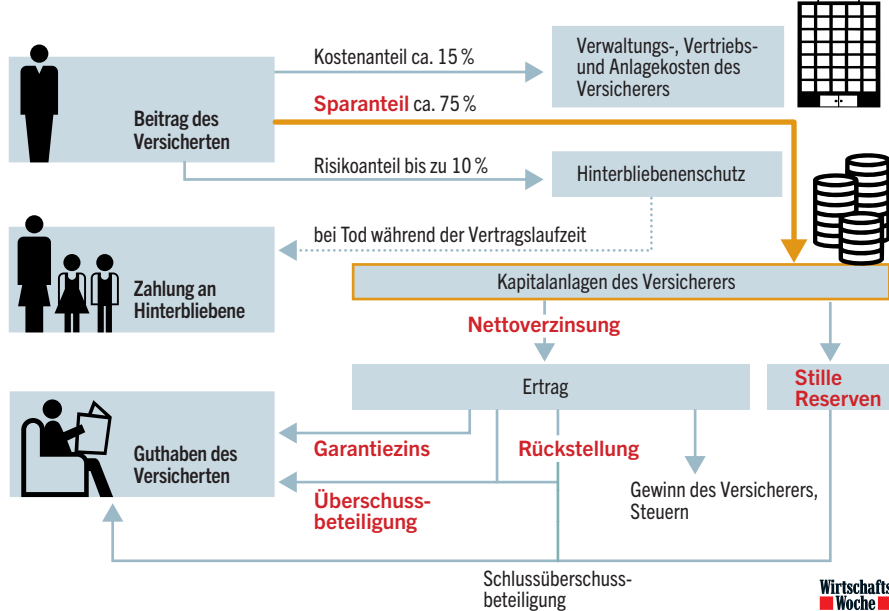 Kostenanteil ca. 15 %
Verwaltungs-, Vertriebs-
und Anlagekosten des
Versicherers
Beitrag des
Versicherten
Sparanteil ca. 75 %
Risikoanteil bis zu 10 %
Hinterbliebenenschutz
bei Tod während der Vertragslaufzeit
Zahlung an
Hinterbliebene
Kapitalanlagen des Versicherers
Nettoverzinsung
Ertrag
Stille
Reserven
Guthaben des
Versicherten
Garantiezins
Rückstellung
Überschuss-
beteiligung
Gewinn des Versicherers,
Steuern
Schlussüberschuss-
beteiligung
Wirtschafts
Woche